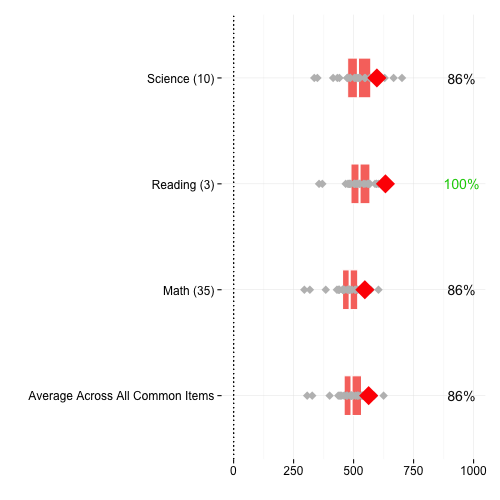 Science (10) 86%
Reading (3) 100%
Math (35) 86%
Average Across All Common Items 86%
0 250 500 750 1000